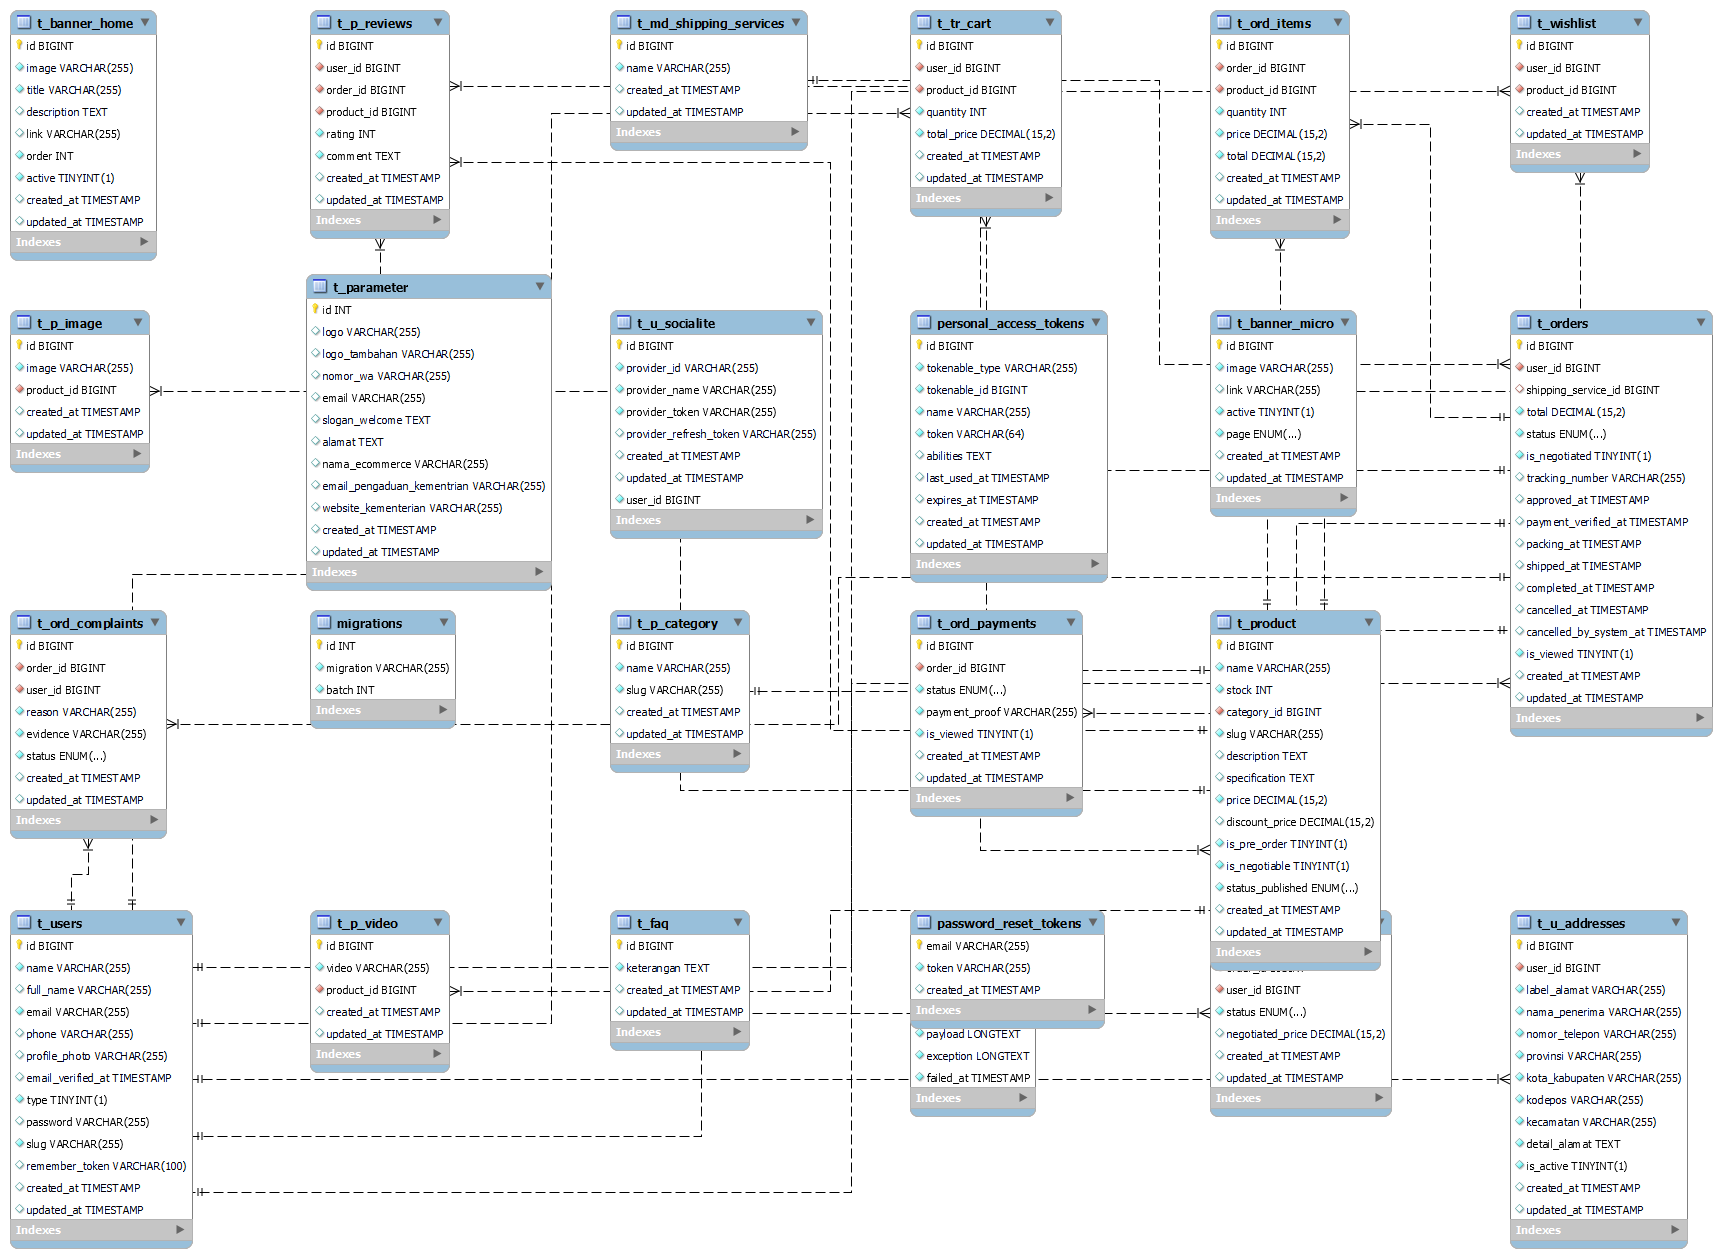 t_banner_home
id BIGINT
image VARCHAR(255)
title VARCHAR(255)
description TEXT
link VARCHAR(255)
order INT
active TINYINT(1)
created_at TIMESTAMP
updated_at TIMESTAMP
Indexes
t_p_reviews
id BIGINT
user_id BIGINT
order_id BIGINT
product_id BIGINT
rating INT
comment TEXT
created_at TIMESTAMP
updated_at TIMESTAMP
Indexes
t_md_shipping_services
id BIGINT
name VARCHAR(255)
created_at TIMESTAMP
updated_at TIMESTAMP
Indexes
t_tr_cart
id BIGINT
user_id BIGINT
product_id BIGINT
quantity INT
total_price DECIMAL(15,2)
created_at TIMESTAMP
updated_at TIMESTAMP
Indexes
t_ord_items
id BIGINT
order_id BIGINT
product_id BIGINT
quantity INT
price DECIMAL(15,2)
total DECIMAL(15,2)
created_at TIMESTAMP
updated_at TIMESTAMP
Indexes
t_wishlist
id BIGINT
user_id BIGINT
product_id BIGINT
created_at TIMESTAMP
updated_at TIMESTAMP
Indexes
t_p_image
id BIGINT
image VARCHAR(255)
product_id BIGINT
created_at TIMESTAMP
updated_at TIMESTAMP
Indexes
t_parameter
id INT
logo VARCHAR(255)
logo_tambahan VARCHAR(255)
nomor_wa VARCHAR(255)
email VARCHAR(255)
slogan_welcome TEXT
alamat TEXT
nama_ecommerce VARCHAR(255)
email_pengaduan_kementrian VARCHAR(255)
website_kementerian VARCHAR(255)
created_at TIMESTAMP
updated_at TIMESTAMP
Indexes
t_u_socialite
id BIGINT
provider_id VARCHAR(255)
provider_name VARCHAR(255)
provider_token VARCHAR(255)
provider_refresh_token VARCHAR(255)
created_at TIMESTAMP
updated_at TIMESTAMP
user_id BIGINT
Indexes
personal_access_tokens
id BIGINT
tokenable_type VARCHAR(255)
tokenable_id BIGINT
name VARCHAR(255)
token VARCHAR(64)
abilities TEXT
last_used_at TIMESTAMP
expires_at TIMESTAMP
created_at TIMESTAMP
updated_at TIMESTAMP
Indexes
t_banner_micro
id BIGINT
image VARCHAR(255)
link VARCHAR(255)
active TINYINT(1)
page ENUM(...)
created_at TIMESTAMP
updated_at TIMESTAMP
Indexes
t_orders
id BIGINT
user_id BIGINT
shipping_service_id BIGINT
total DECIMAL(15,2)
status ENUM(...)
is_negotiated TINYINT(1)
tracking_number VARCHAR(255)
approved_at TIMESTAMP
payment_verified_at TIMESTAMP
packing_at TIMESTAMP
shipped_at TIMESTAMP
completed_at TIMESTAMP
cancelled_at TIMESTAMP
cancelled_by_system_at TIMESTAMP
is_viewed TINYINT(1)
created_at TIMESTAMP
updated_at TIMESTAMP
Indexes
t_ord_complaints
id BIGINT
order_id BIGINT
user_id BIGINT
reason VARCHAR(255)
evidence VARCHAR(255)
status ENUM(...)
created_at TIMESTAMP
updated_at TIMESTAMP
Indexes
migrations
id INT
migration VARCHAR(255)
batch INT
Indexes
t_p_category
id BIGINT
name VARCHAR(255)
slug VARCHAR(255)
created_at TIMESTAMP
updated_at TIMESTAMP
Indexes
t_ord_payments
id BIGINT
order_id BIGINT
status ENUM(...)
payment_proof VARCHAR(255)
is_viewed TINYINT(1)
created_at TIMESTAMP
updated_at TIMESTAMP
Indexes
t_product
id BIGINT
name VARCHAR(255)
stock INT
category_id BIGINT
slug VARCHAR(255)
description TEXT
specification TEXT
price DECIMAL(15,2)
discount_price DECIMAL(15,2)
is_pre_order TINYINT(1)
is_negotiable TINYINT(1)
status_published ENUM(...)
created_at TIMESTAMP
updated_at TIMESTAMP
Indexes
t_users
id BIGINT
name VARCHAR(255)
full_name VARCHAR(255)
email VARCHAR(255)
phone VARCHAR(255)
profile_photo VARCHAR(255)
email_verified_at TIMESTAMP
type TINYINT(1)
password VARCHAR(255)
slug VARCHAR(255)
remember_token VARCHAR(100)
created_at TIMESTAMP
updated_at TIMESTAMP
Indexes
t_p_video
id BIGINT
video VARCHAR(255)
product_id BIGINT
created_at TIMESTAMP
updated_at TIMESTAMP
Indexes
t_faq
id BIGINT
keterangan TEXT
created_at TIMESTAMP
updated_at TIMESTAMP
Indexes
password_reset_tokens
email VARCHAR(255)
token VARCHAR(255)
created_at TIMESTAMP
Indexes
payload LONGTEXT
exception LONGTEXT
failed_at TIMESTAMP
Indexes
user_id BIGINT
status ENUM(...)
negotiated_price DECIMAL(15,2)
created_at TIMESTAMP
updated_at TIMESTAMP
Indexes
t_u_addresses
id BIGINT
user_id BIGINT
label_alamat VARCHAR(255)
nama_penerima VARCHAR(255)
nomor_telepon VARCHAR(255)
provinsi VARCHAR(255)
kota_kabupaten VARCHAR(255)
kodepos VARCHAR(255)
kecamatan VARCHAR(255)
detail_alamat TEXT
is_active TINYINT(1)
created_at TIMESTAMP
updated_at TIMESTAMP
Indexes